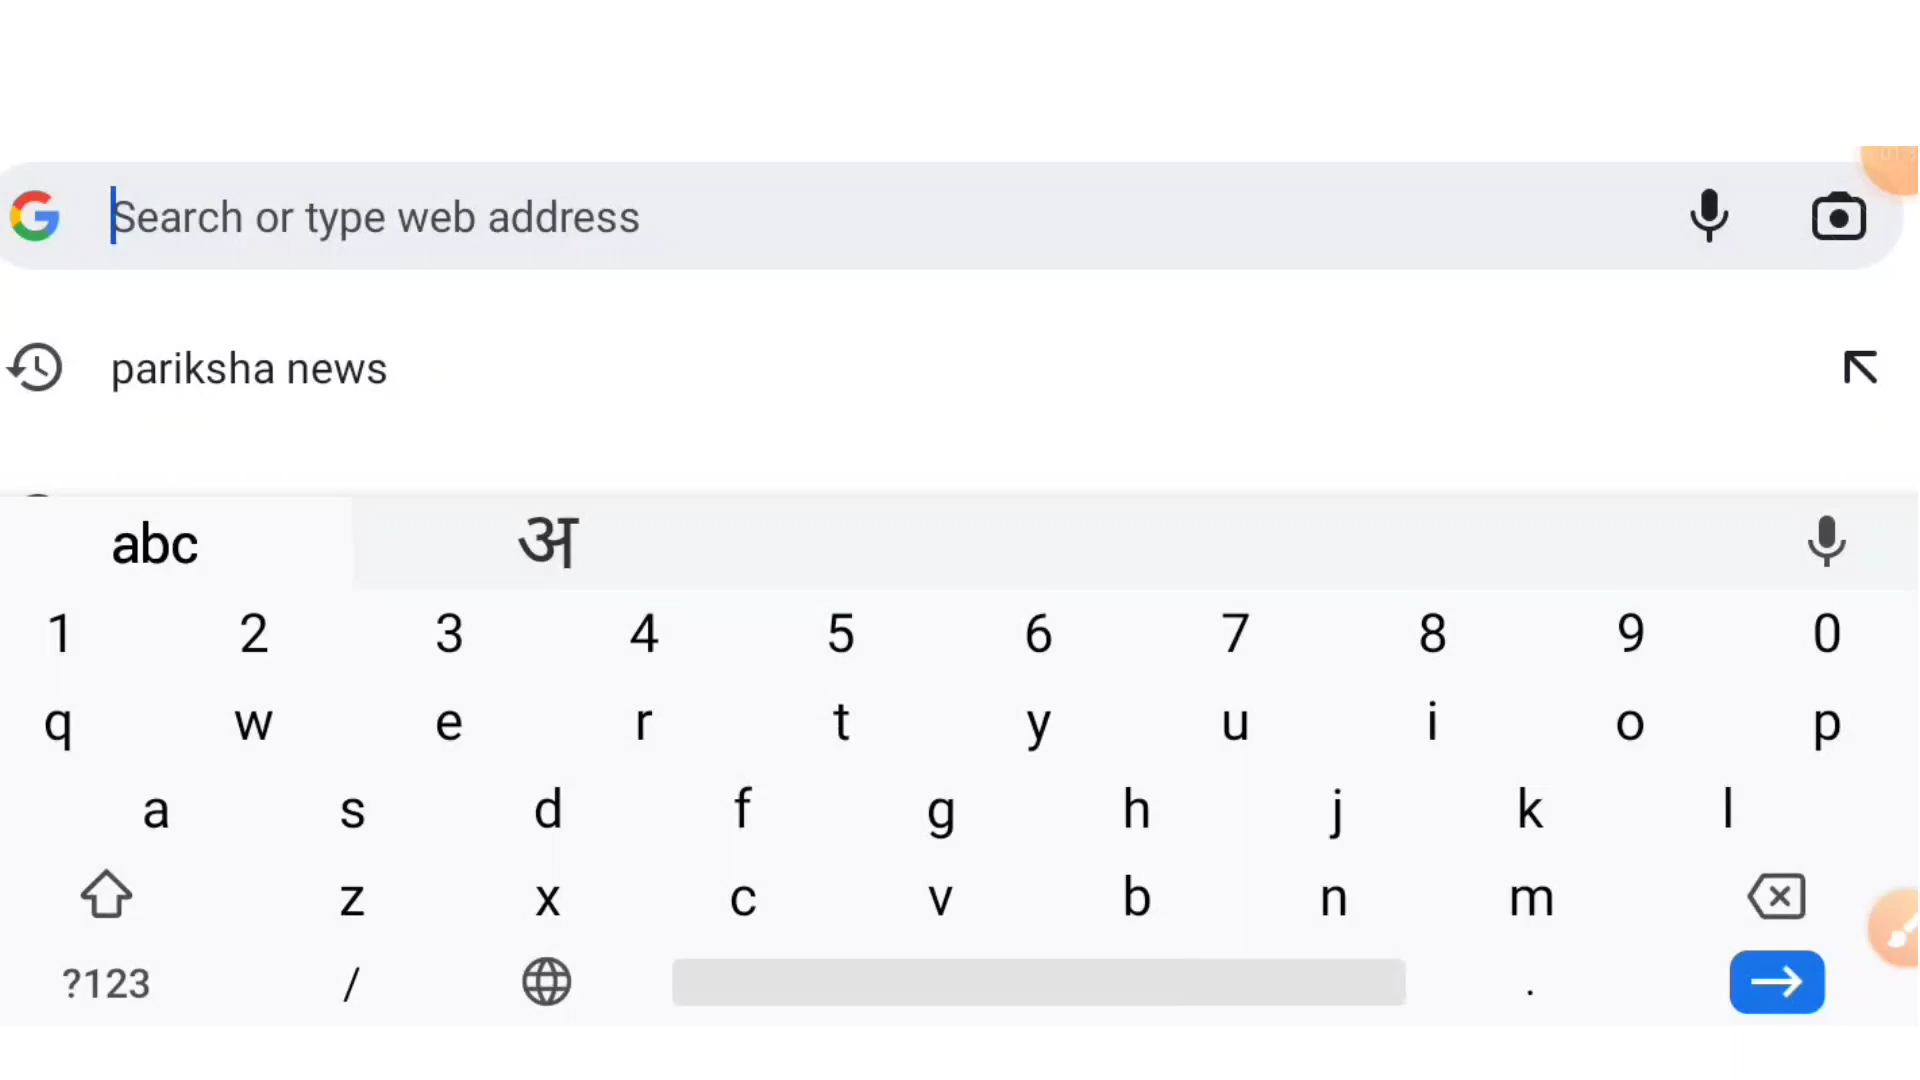 Search or type web address
pariksha news
abc अ
1 2 3 4 5 6 7 8 9 0
q w e r t y u i o p
a s d f g h j k l
z x c v b n m
?123 / .